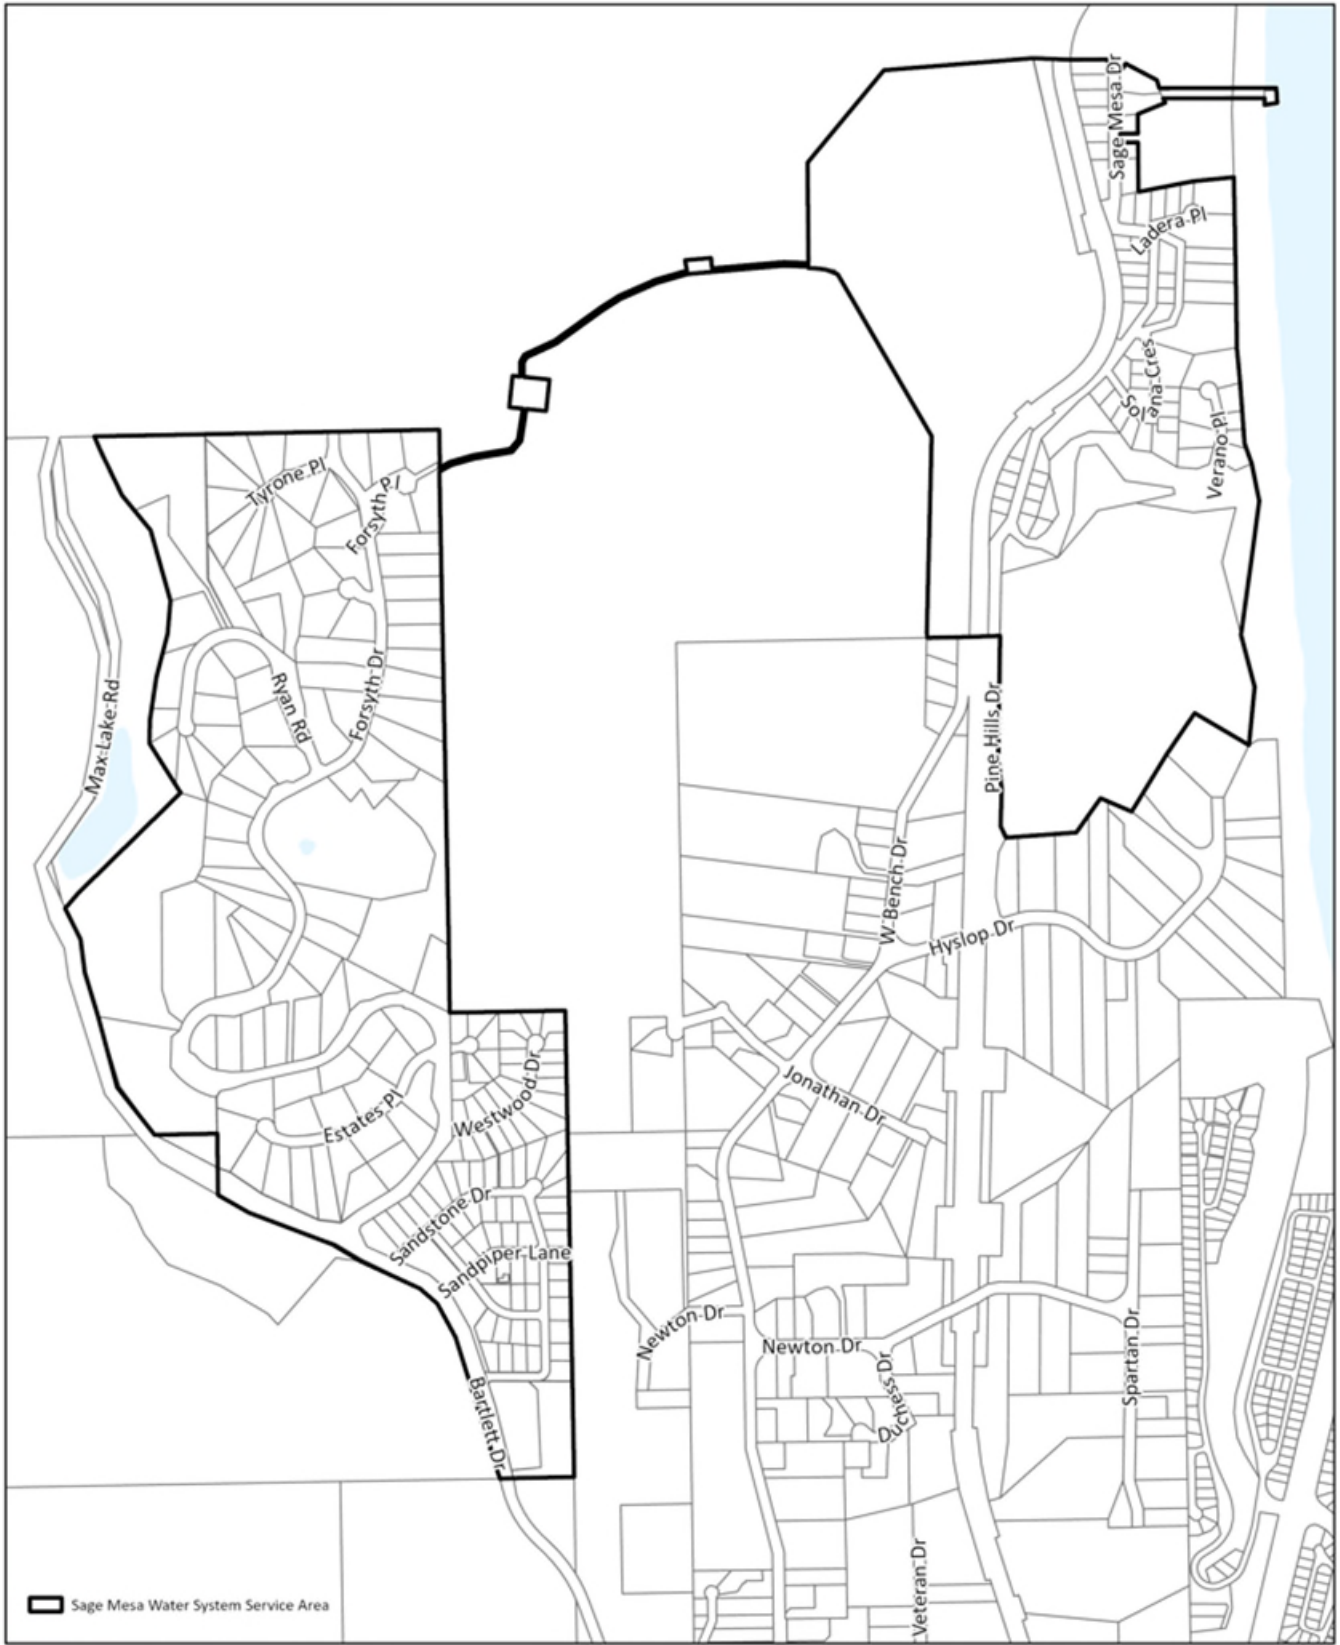 Sage Mesa Dr
Ladera Pl
Solana Cres
Verano Pl
Tyrone Pl
Forsyth Pl
Forsyth Dr
Ryan Rd
Max Lake Rd
Pine Hills Dr
W Bench Dr
Hyslop Dr
Jonathan Dr
Westwood Dr
Estates Pl
Sandstone Dr
Sandpiper Lane
Newton Dr
Newton Dr
Duchess Dr
Spartan Dr
Bartlett Dr
Veteran Dr
Sage Mesa Water System Service Area